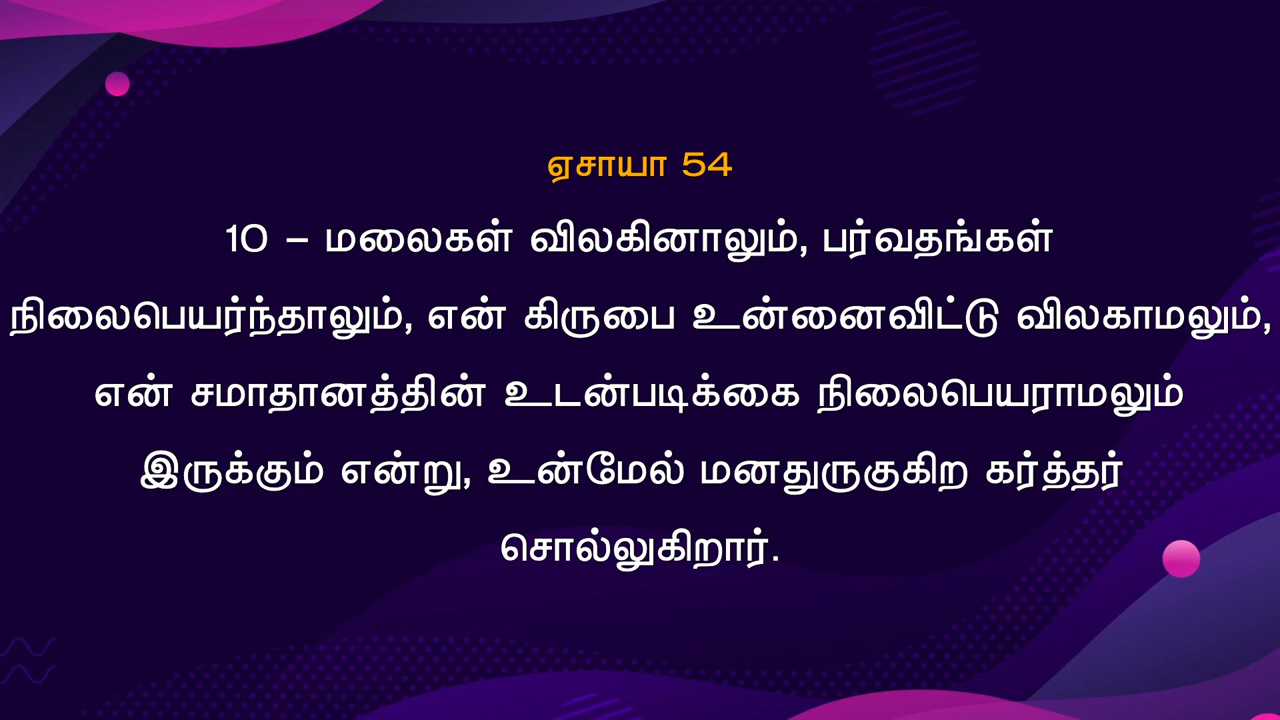 ஏசாயா 54
10 – மலைகள் விலகினாலும், பர்வதங்கள்
நிலைபெயர்ந்தாலும், என் கிருபை உன்னைவிட்டு விலகாமலும்,
என் சமாதானத்தின் உடன்படிக்கை நிலைபெயராமலும்
இருக்கும் என்று, உன்மேல் மனதுருகுகிற கர்த்தர்
சொல்லுகிறார்.